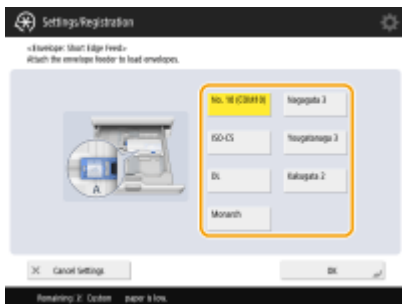 Settings/Registration
<Envelope: Short Edge Feed>
Attach the envelope feeder to load envelopes.
No. 10 (COM10)
Nagagata 3
ISO-C5
Yougatanaga 3
DL
Kakugata 2
Monarch
A
Cancel Settings
OK
Remaining: 2: Custom paper is low.